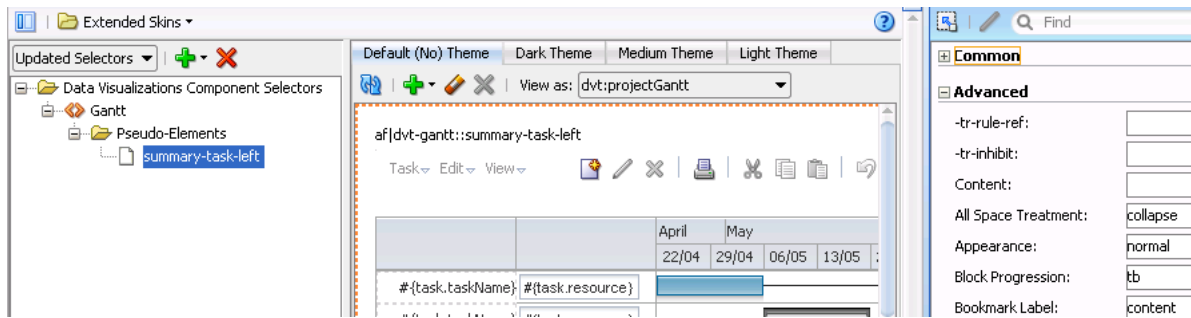 Extended Skins
Find
Updated Selectors
Data Visualizations Component Selectors
Gantt
Pseudo-Elements
summary-task-left
Default (No) Theme
Dark Theme
Medium Theme
Light Theme
View as: dvt:projectGantt
af|dvt-gantt::summary-task-left
Task Edit View
April May
22/04 29/04 06/05 13/05
#{task.taskName} #{task.resource}
Common
Advanced
-tr-rule-ref:
-tr-inhibit:
Content:
All Space Treatment: collapse
Appearance: normal
Block Progression: tb
Bookmark Label: content